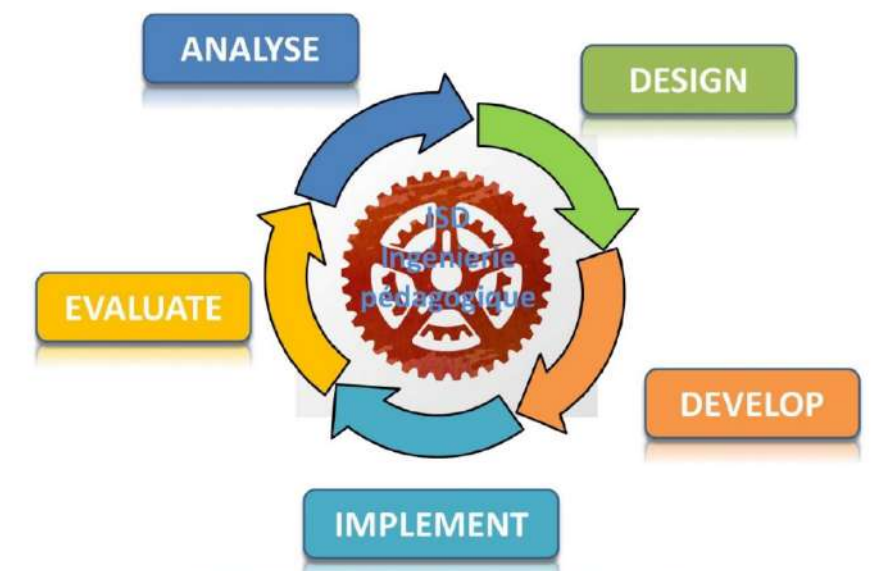 ANALYSE
DESIGN
ISD
Ingénierie
pédagogique
EVALUATE
DEVELOP
IMPLEMENT